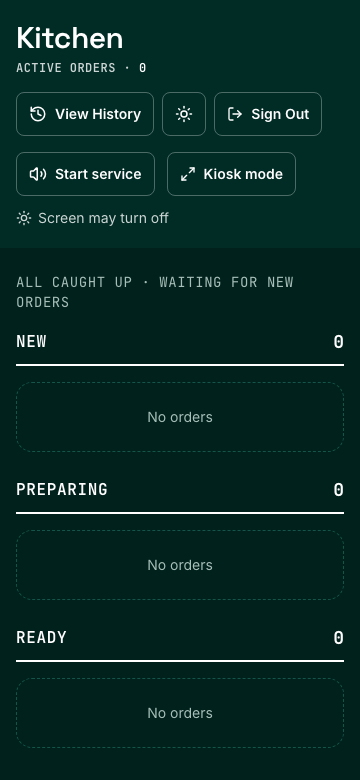 Kitchen
ACTIVE ORDERS · 0
View History
Sign Out
Start service
Kiosk mode
Screen may turn off
ALL CAUGHT UP · WAITING FOR NEW
ORDERS
NEW 0
No orders
PREPARING 0
No orders
READY 0
No orders